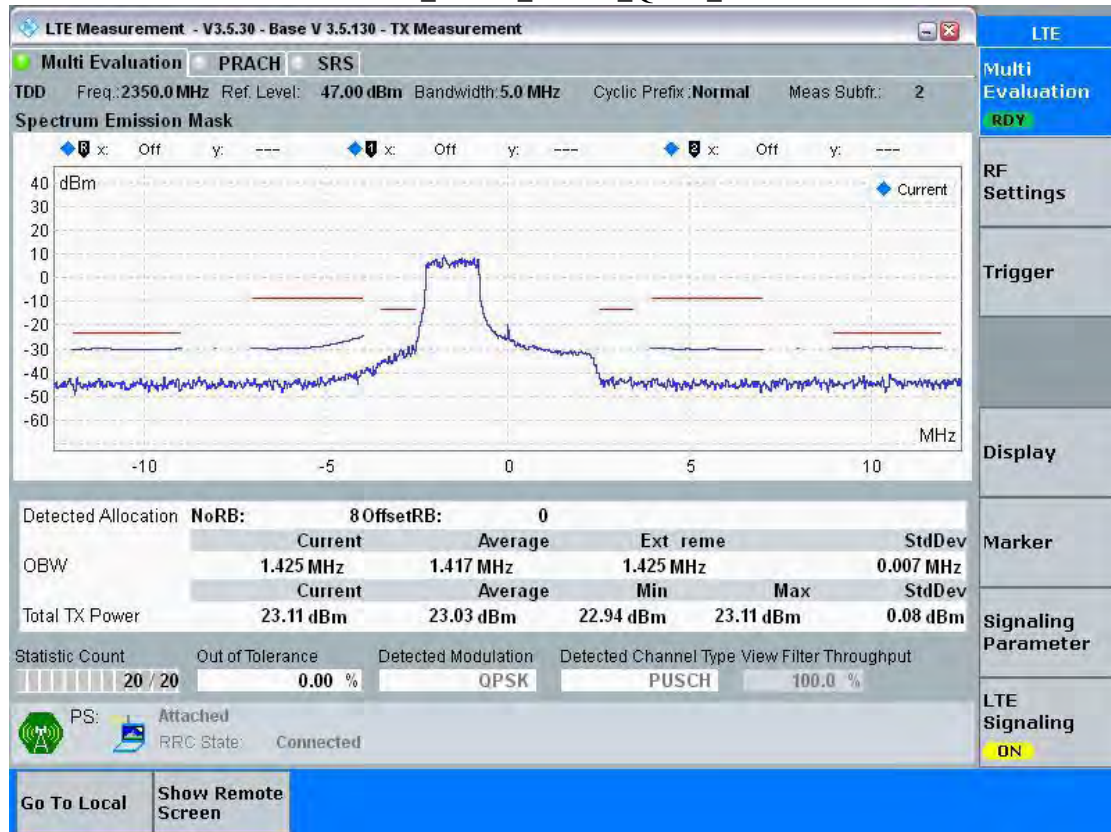 LTE Measurement - V3.5.30 - Base V 3.5.130 - TX Measurement
LTE
Multi Evaluation PRACH SRS
Multi
Evaluation
RDY
TDD Freq.:2350.0 MHz Ref. Level: 47.00 dBm Bandwidth:5.0 MHz Cyclic Prefix :Normal Meas Subfr.: 2
Spectrum Emission Mask
R x: Off y: --- 1 x: Off y: --- 2 x: Off y: ---
40 dBm
Current
30
20
10
0
-10
-20
-30
-40
-50
-60
MHz
-10 -5 0 5 10
RF
Settings
Trigger
Display
Marker
Signaling
Parameter
LTE
Signaling
ON
Detected Allocation NoRB: 8 OffsetRB: 0
Current Average Ext reme StdDev
OBW 1.425 MHz 1.417 MHz 1.425 MHz 0.007 MHz
Current Average Min Max StdDev
Total TX Power 23.11 dBm 23.03 dBm 22.94 dBm 23.11 dBm 0.08 dBm
Statistic Count Out of Tolerance Detected Modulation Detected Channel Type View Filter Throughput
20 / 20 0.00 % QPSK PUSCH 100.0 %
PS: Attached
RRC State: Connected
Go To Local Show Remote
Screen